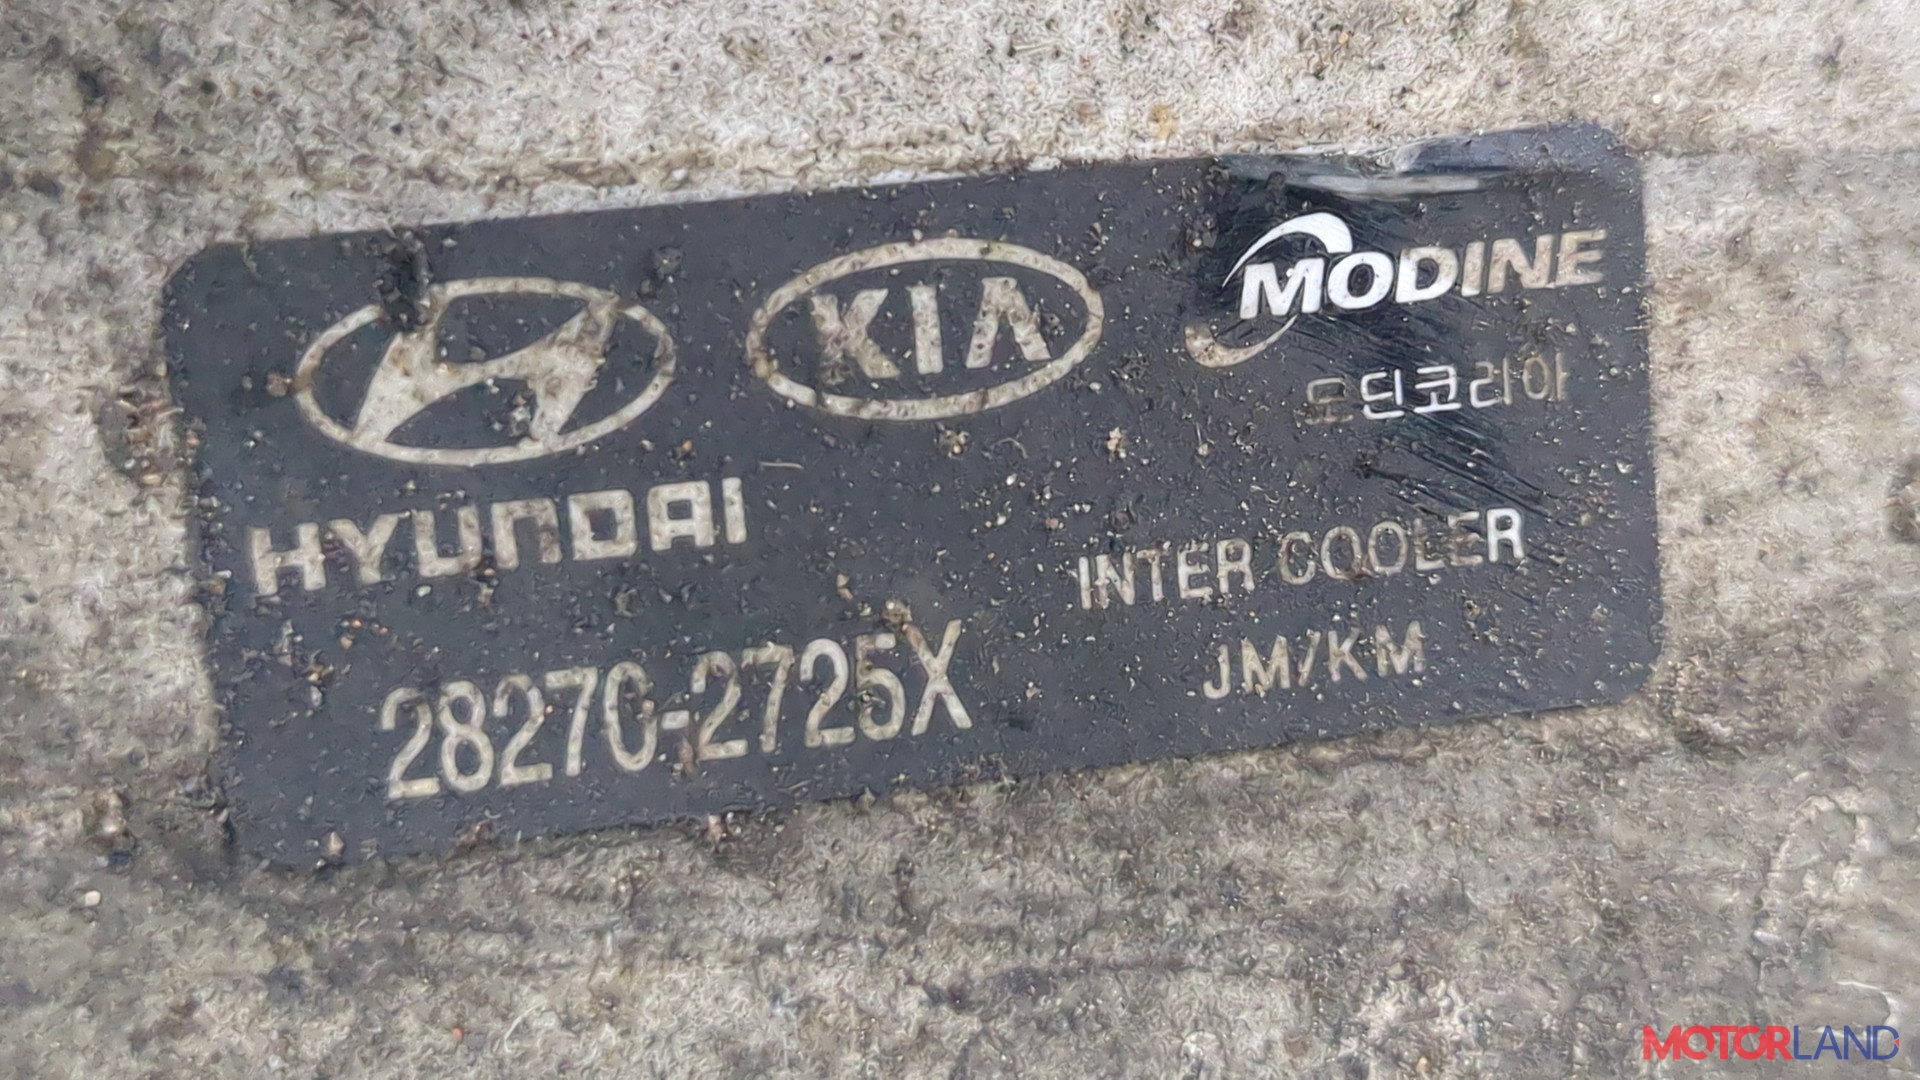 KIA
MODINE
모딘코리아
HYUNDAI
INTER COOLER
28270-2725X
JM/KM
MOTORLAND